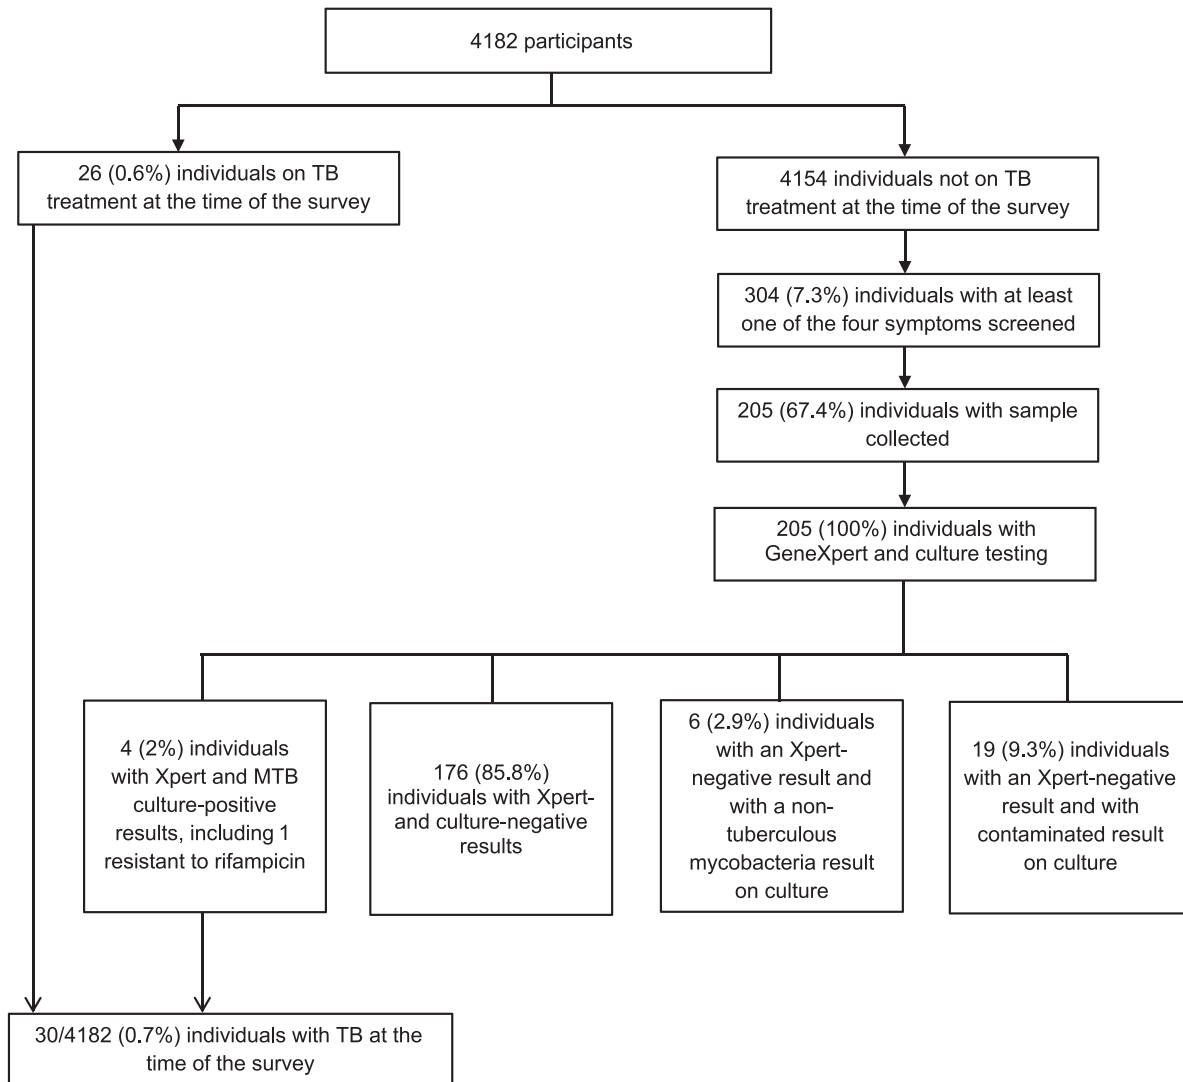 4182 participants
26 (0.6%) individuals on TB
treatment at the time of the survey
4154 individuals not on TB
treatment at the time of the survey
304 (7.3%) individuals with at least
one of the four symptoms screened
205 (67.4%) individuals with sample
collected
205 (100%) individuals with
GeneXpert and culture testing
4 (2%) individuals
with Xpert and MTB
culture-positive
results, including 1
resistant to rifampicin
176 (85.8%)
individuals with Xpert-
and culture-negative
results
6 (2.9%) individuals
with an Xpert-
negative result and
with a non-
tuberculous
mycobacteria result
on culture
19 (9.3%) individuals
with an Xpert-negative
result and with
contaminated result
on culture
30/4182 (0.7%) individuals with TB at the
time of the survey